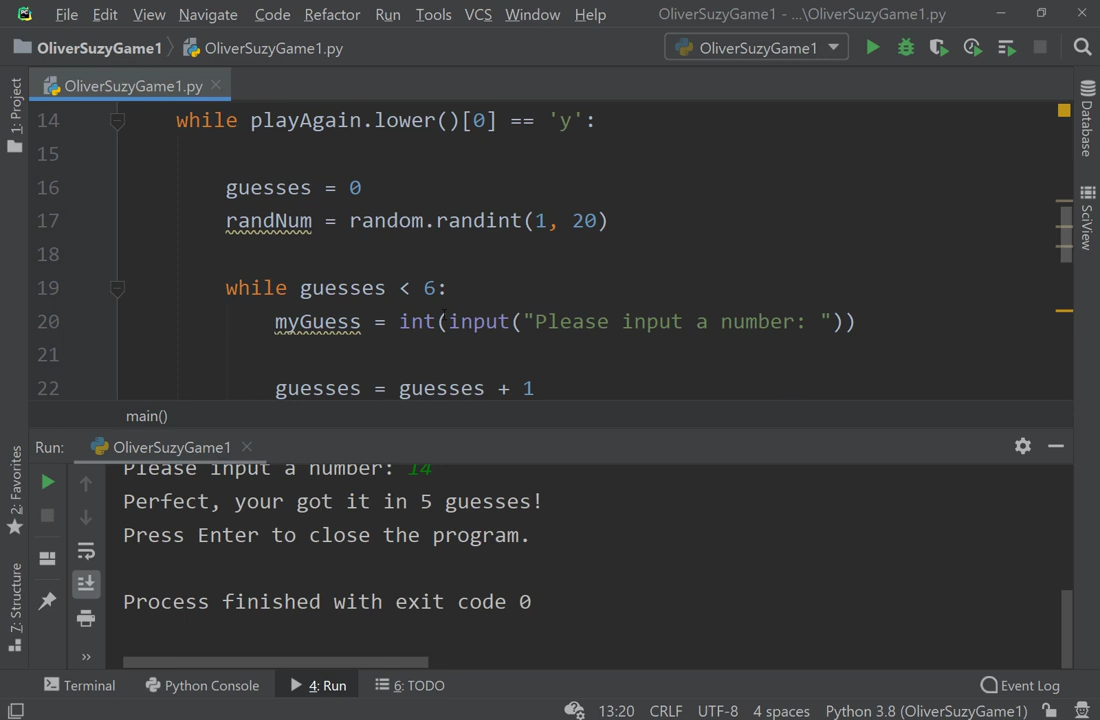 File Edit View Navigate Code Refactor Run Tools VCS Window Help OliverSuzyGame1 - ...\OliverSuzyGame1.py
OliverSuzyGame1 OliverSuzyGame1.py OliverSuzyGame1
OliverSuzyGame1.py
1: Project
Database
SciView
14 while playAgain.lower()[0] == 'y':
15
16 guesses = 0
17 randNum = random.randint(1, 20)
18
19 while guesses < 6:
20 myGuess = int(input("Please input a number: "))
21
22 guesses = guesses + 1
main()
Run: OliverSuzyGame1
2: Favorites
7: Structure
Please input a number: 14
Perfect, your got it in 5 guesses!
Press Enter to close the program.
Process finished with exit code 0
»
Terminal Python Console 4: Run 6: TODO Event Log
13:20 CRLF UTF-8 4 spaces Python 3.8 (OliverSuzyGame1)